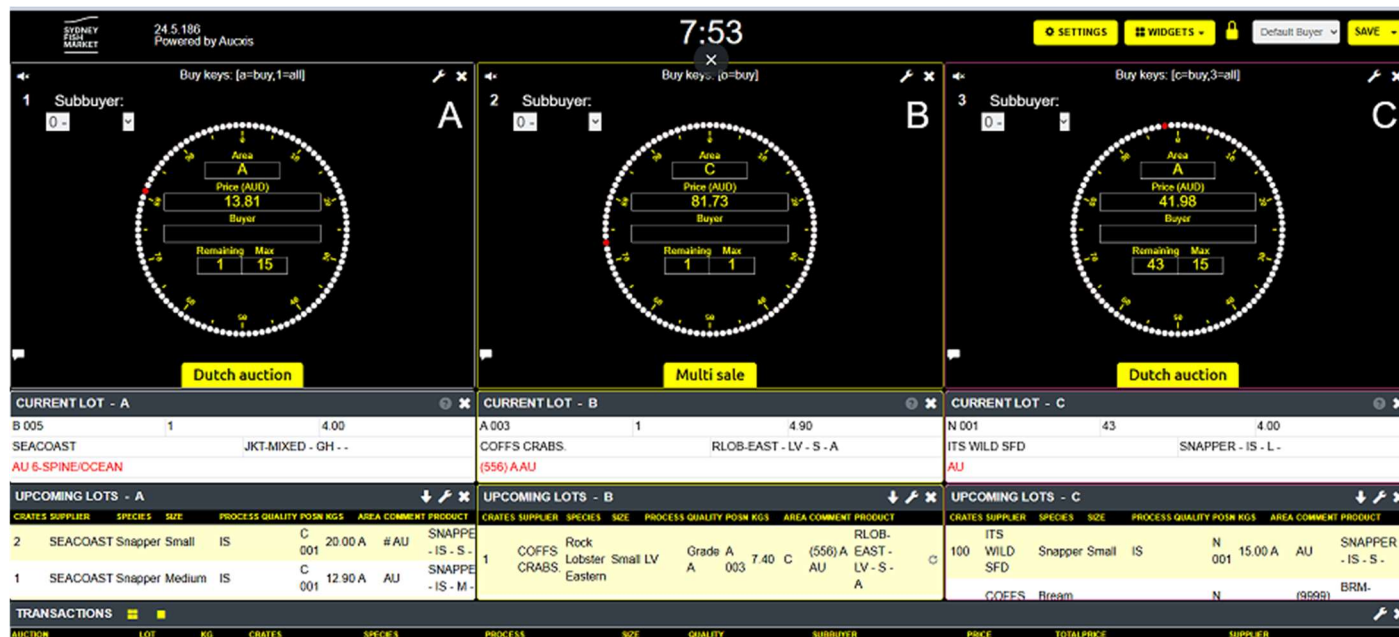 SYDNEY
FISH
MARKET
24.5.186
Powered by Aucxis
7:53
SETTINGS
WIDGETS
Default Buyer
SAVE
Buy keys: [a=buy,1=all]
1
Subbuyer:
0 -
A
Area
A
Price (AUD)
13.81
Buyer
Remaining Max
1 15
Dutch auction
Buy keys: [b=buy]
2
Subbuyer:
0 -
B
Area
C
Price (AUD)
81.73
Buyer
Remaining Max
1 1
Multi sale
Buy keys: [c=buy,3=all]
3
Subbuyer:
0 -
C
Area
A
Price (AUD)
41.98
Buyer
Remaining Max
43 15
Dutch auction
CURRENT LOT - A
B 005 1 4.00
SEACOAST JKT-MIXED - GH - -
AU 6-SPINE/OCEAN
CURRENT LOT - B
A 003 1 4.90
COFFS CRABS. RLOB-EAST - LV - S - A
(556) A AU
CURRENT LOT - C
N 001 43 4.00
ITS WILD SFD SNAPPER - IS - L -
AU
UPCOMING LOTS - A
CRATES SUPPLIER SPECIES SIZE PROCESS QUALITY POSN KGS AREA COMMENT PRODUCT
2 SEACOAST Snapper Small IS C 001 20.00 A # AU SNAPPE - IS - S -
1 SEACOAST Snapper Medium IS C 001 12.90 A AU SNAPPE - IS - M -
UPCOMING LOTS - B
CRATES SUPPLIER SPECIES SIZE PROCESS QUALITY POSN KGS AREA COMMENT PRODUCT
1 COFFS CRABS. Rock Lobster Eastern Small LV Grade A A 003 7.40 C (556) A AU RLOB-EAST - LV - S - A
UPCOMING LOTS - C
CRATES SUPPLIER SPECIES SIZE PROCESS QUALITY POSN KGS AREA COMMENT PRODUCT
100 ITS WILD SFD Snapper Small IS N 001 15.00 A AU SNAPPER - IS - S -
COFFS Bream N (9999) BRM-
TRANSACTIONS
AUCTION LOT KG CRATES SPECIES PROCESS SIZE QUALITY SUBBUYER PRICE TOTALPRICE SUPPLIER